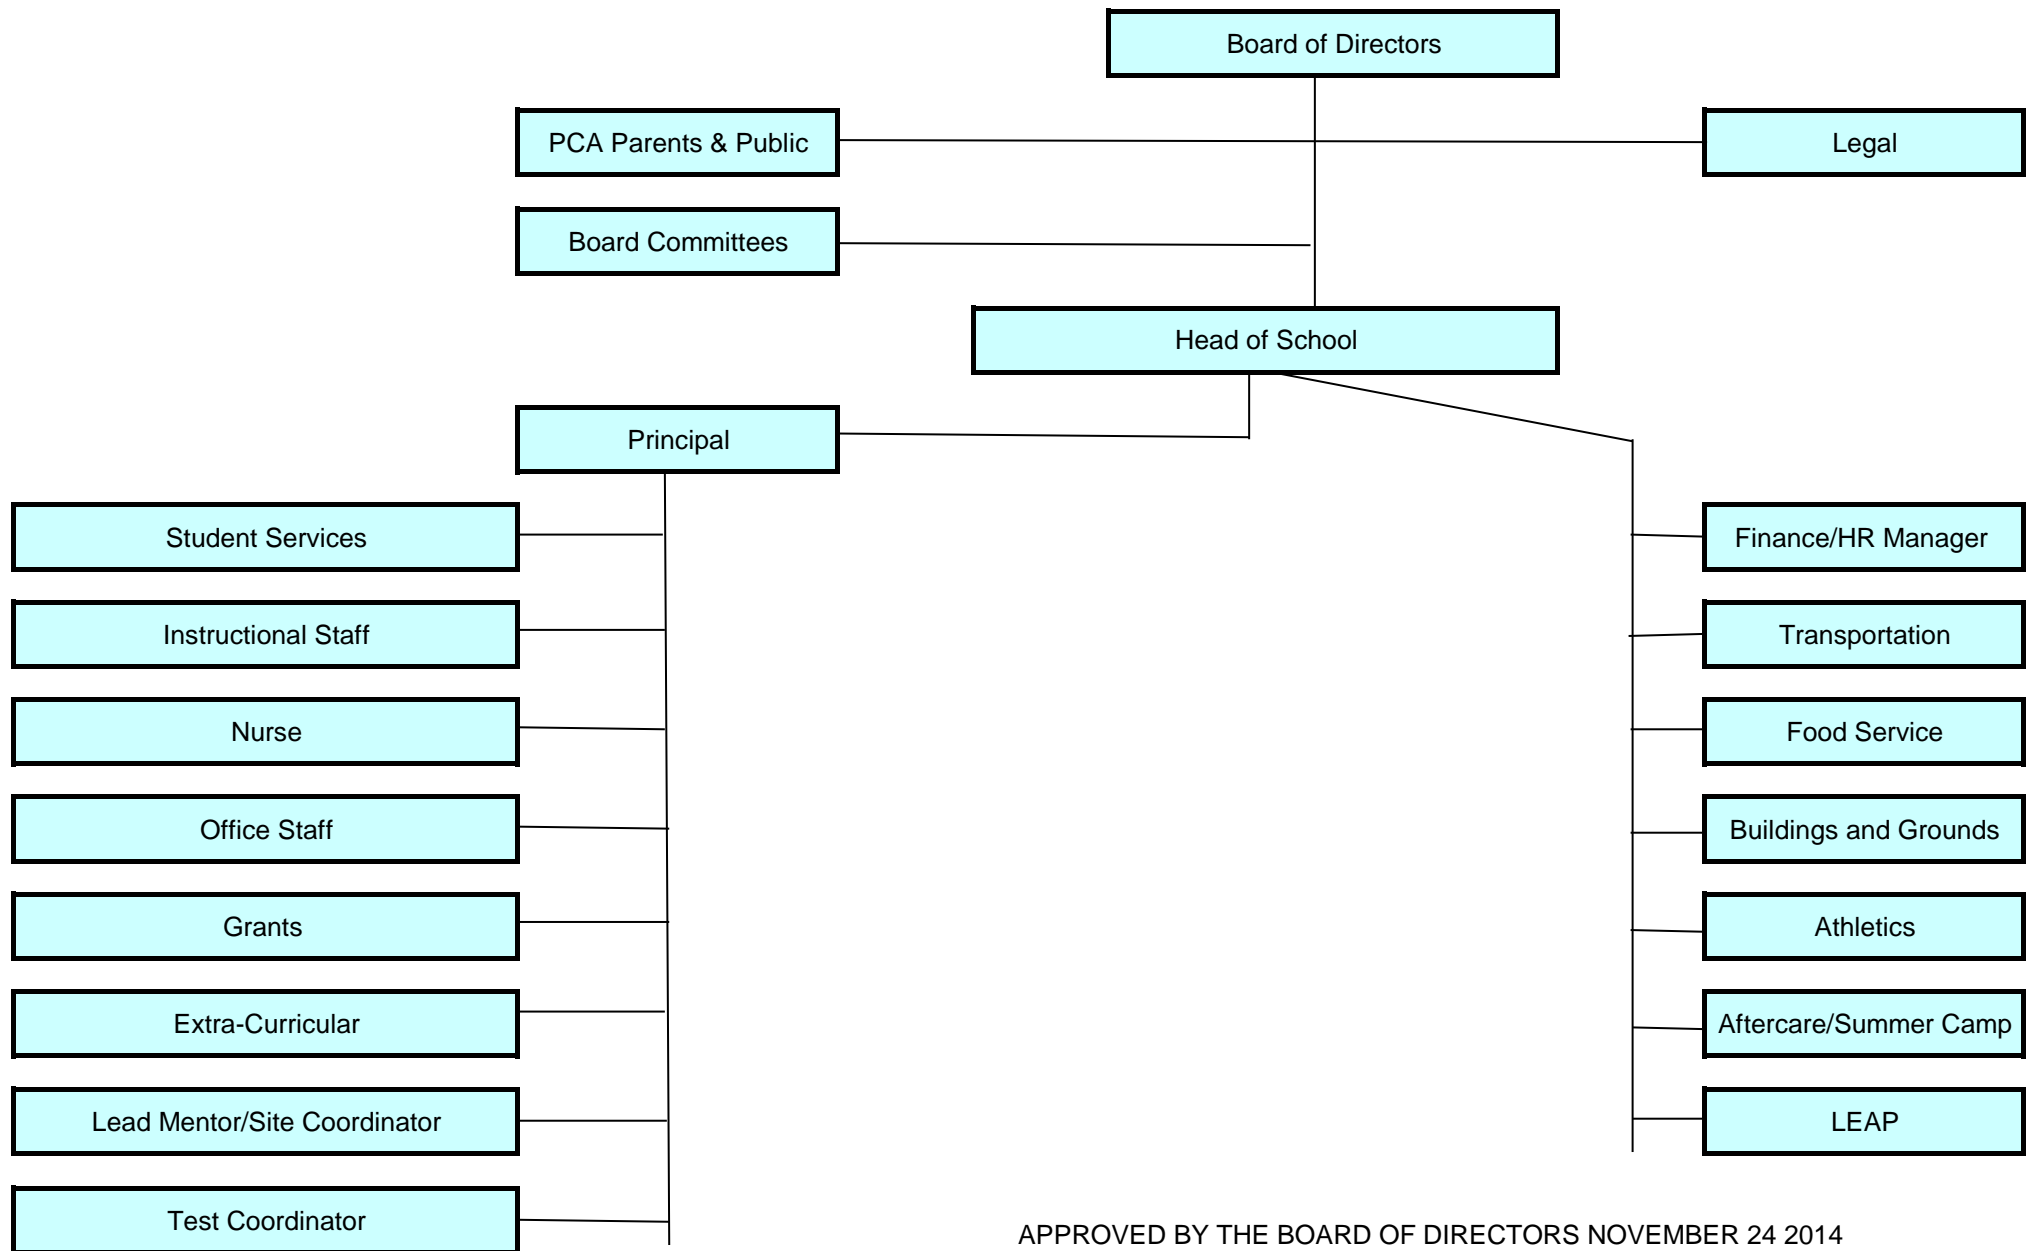 Board of Directors
PCA Parents & Public
Legal
Board Committees
Head of School
Principal
Student Services
Finance/HR Manager
Instructional Staff
Transportation
Nurse
Food Service
Office Staff
Buildings and Grounds
Grants
Athletics
Extra-Curricular
Aftercare/Summer Camp
Lead Mentor/Site Coordinator
LEAP
Test Coordinator
APPROVED BY THE BOARD OF DIRECTORS NOVEMBER 24 2014